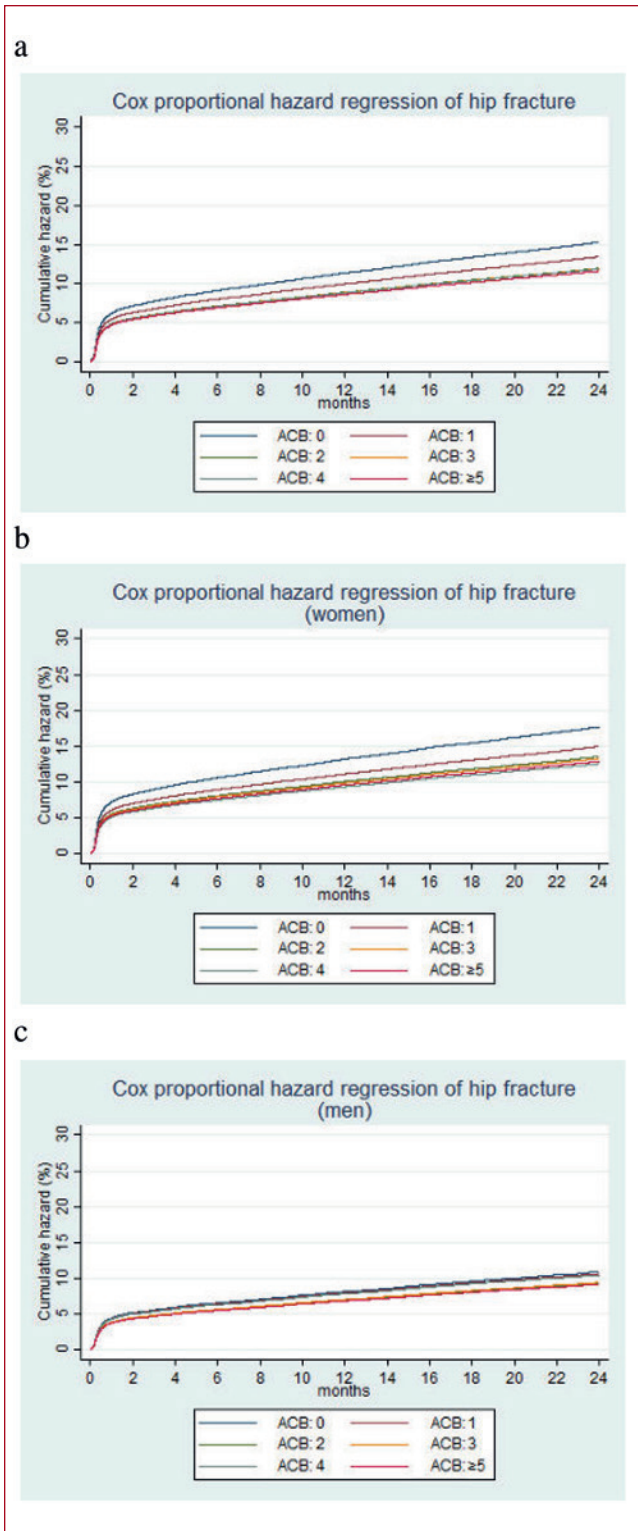 a
Cox proportional hazard regression of hip fracture
30
25
20
15
10
5
0
Cumulative hazard (%)
0 2 4 6 8 10 12 14 16 18 20 22 24
months
ACB: 0 ACB: 1
ACB: 2 ACB: 3
ACB: 4 ACB: ≥5
b
Cox proportional hazard regression of hip fracture
(women)
30
25
20
15
10
5
0
Cumulative hazard (%)
0 2 4 6 8 10 12 14 16 18 20 22 24
months
ACB: 0 ACB: 1
ACB: 2 ACB: 3
ACB: 4 ACB: ≥5
c
Cox proportional hazard regression of hip fracture
(men)
30
25
20
15
10
5
0
Cumulative hazard (%)
0 2 4 6 8 10 12 14 16 18 20 22 24
months
ACB: 0 ACB: 1
ACB: 2 ACB: 3
ACB: 4 ACB: ≥5